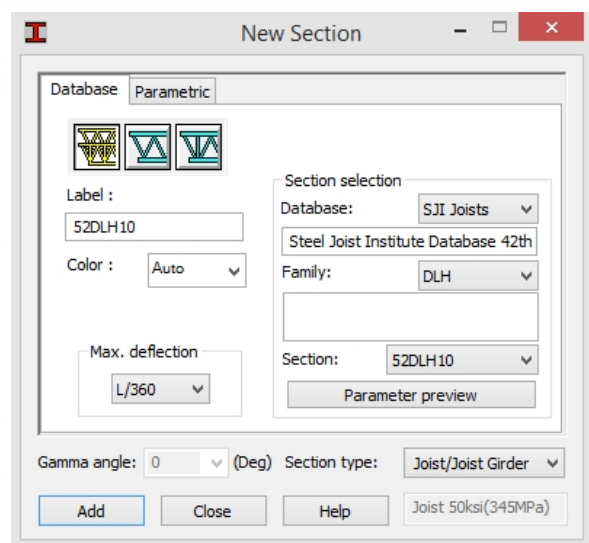 New Section
Database Parametric
Label :
52DLH10
Color : Auto
Max. deflection
L/360
Section selection
Database: SJI Joists
Steel Joist Institute Database 42th
Family: DLH
Section: 52DLH10
Parameter preview
Gamma angle: 0 (Deg) Section type: Joist/Joist Girder
Add Close Help Joist 50ksi(345MPa)